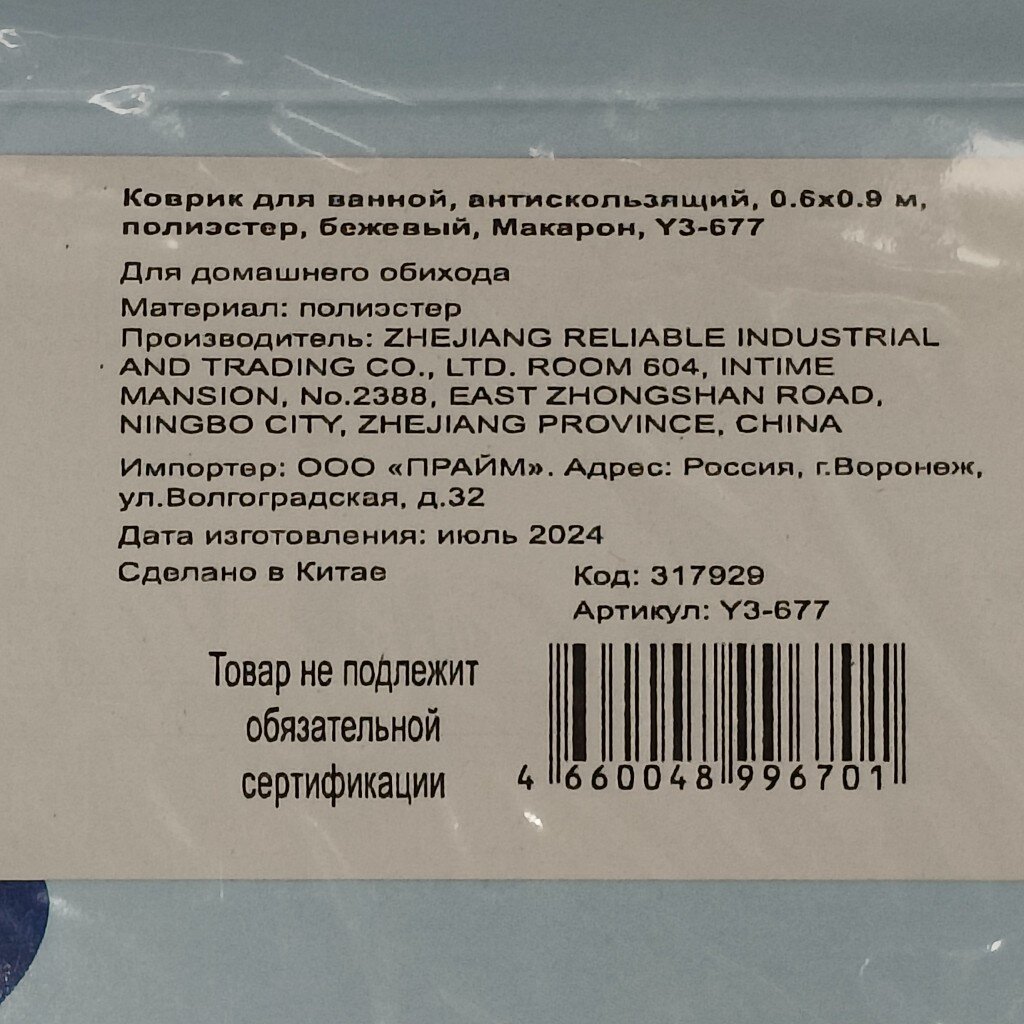 Коврик для ванной, антискользящий, 0.6х0.9 м,
полиэстер, бежевый, Макарон, Y3-677
Для домашнего обихода
Материал: полиэстер
Производитель: ZHEJIANG RELIABLE INDUSTRIAL
AND TRADING CO., LTD. ROOM 604, INTIME
MANSION, No.2388, EAST ZHONGSHAN ROAD,
NINGBO CITY, ZHEJIANG PROVINCE, CHINA
Импортер: ООО «ПРАЙМ». Адрес: Россия, г.Воронеж,
ул.Волгоградская, д.32
Дата изготовления: июль 2024
Сделано в Китае
Код: 317929
Артикул: Y3-677
Товар не подлежит
обязательной
сертификации
4 660048 996701